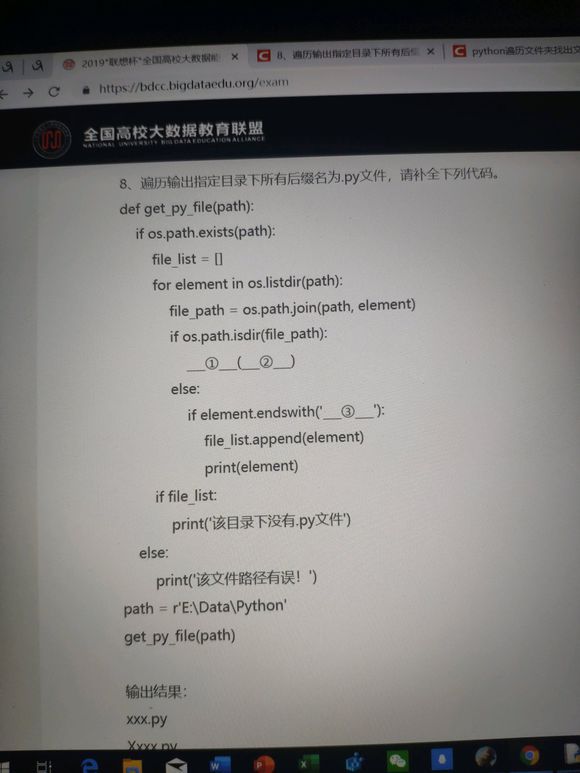 2019"联想杯"全国高校大数据能
8、遍历输出指定目录下所有后缀
python遍历文件夹找出文
https://bdcc.bigdataedu.org/exam
全国高校大数据教育联盟
NATIONAL UNIVERSITY BIG DATA EDUCATION ALLIANCE
8、遍历输出指定目录下所有后缀名为.py文件，请补全下列代码。
def get_py_file(path):
if os.path.exists(path):
file_list = []
for element in os.listdir(path):
file_path = os.path.join(path, element)
if os.path.isdir(file_path):
__①__(__②__)
else:
if element.endswith('__③__'):
file_list.append(element)
print(element)
if file_list:
print('该目录下没有.py文件')
else:
print('该文件路径有误！')
path = r'E:\Data\Python'
get_py_file(path)
输出结果：
xxx.py
Xxxx.py